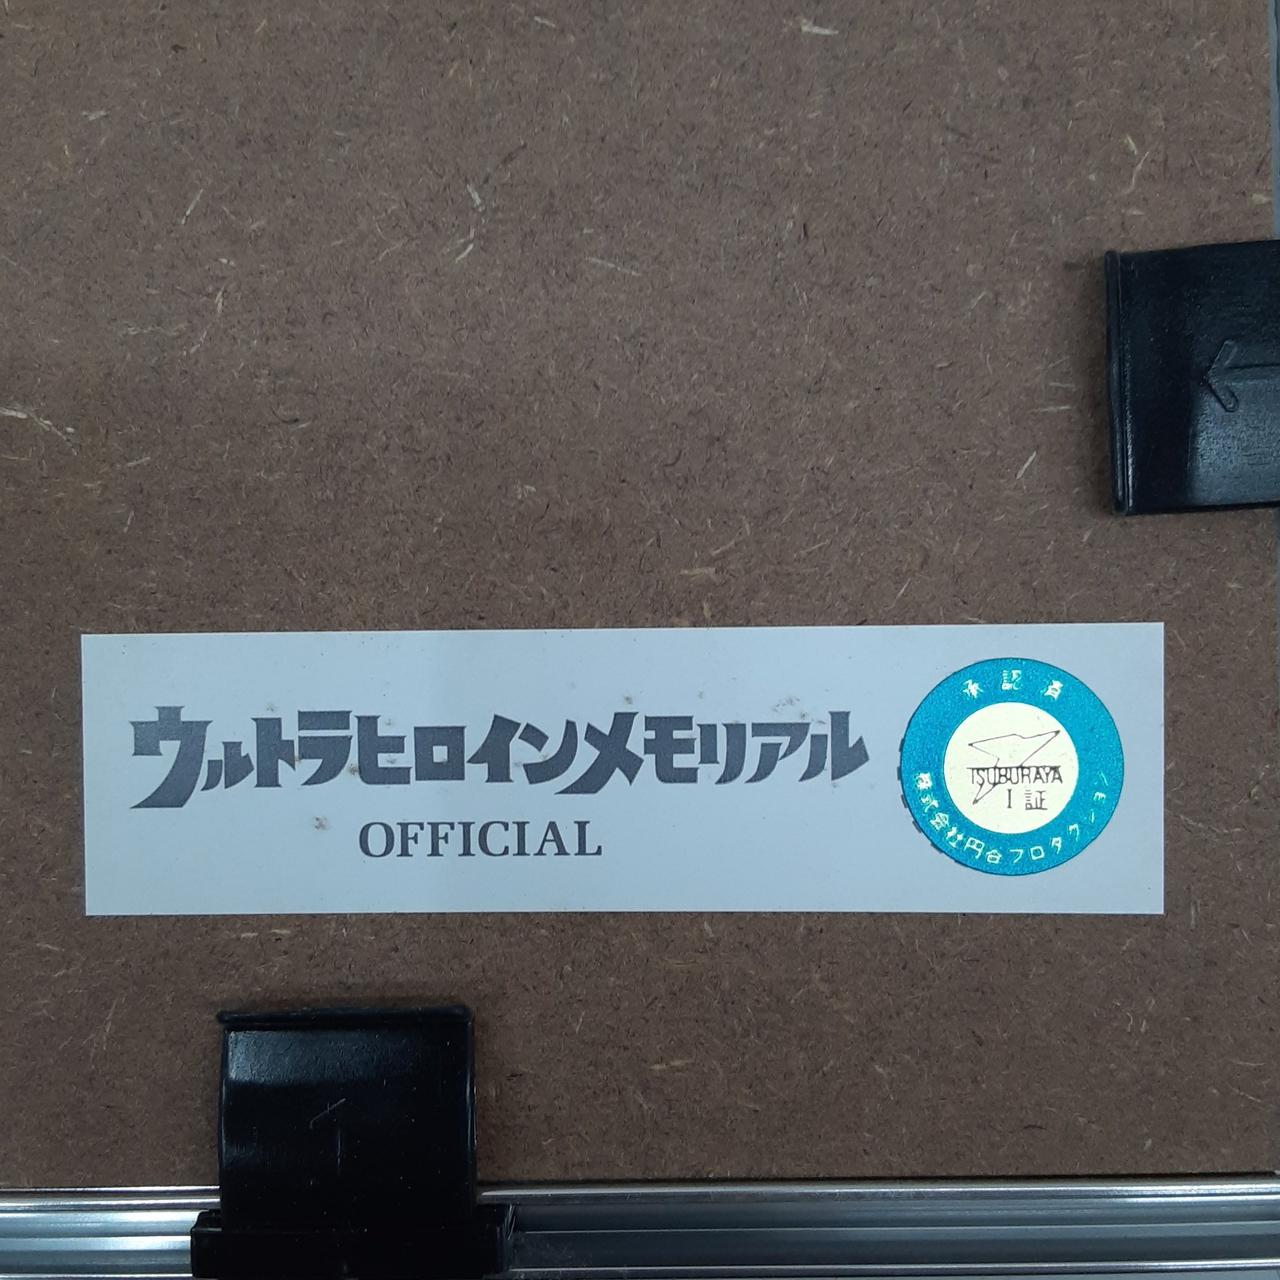 ウルトラヒロインメモリアル
OFFICIAL
承認
TSUBURAYA
証
株式会社円谷プロダクション